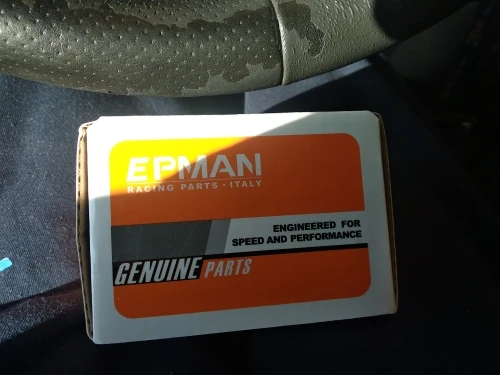 EPMAN
RACING PARTS · ITALY
ENGINEERED FOR
SPEED AND PERFORMANCE
GENUINE PARTS